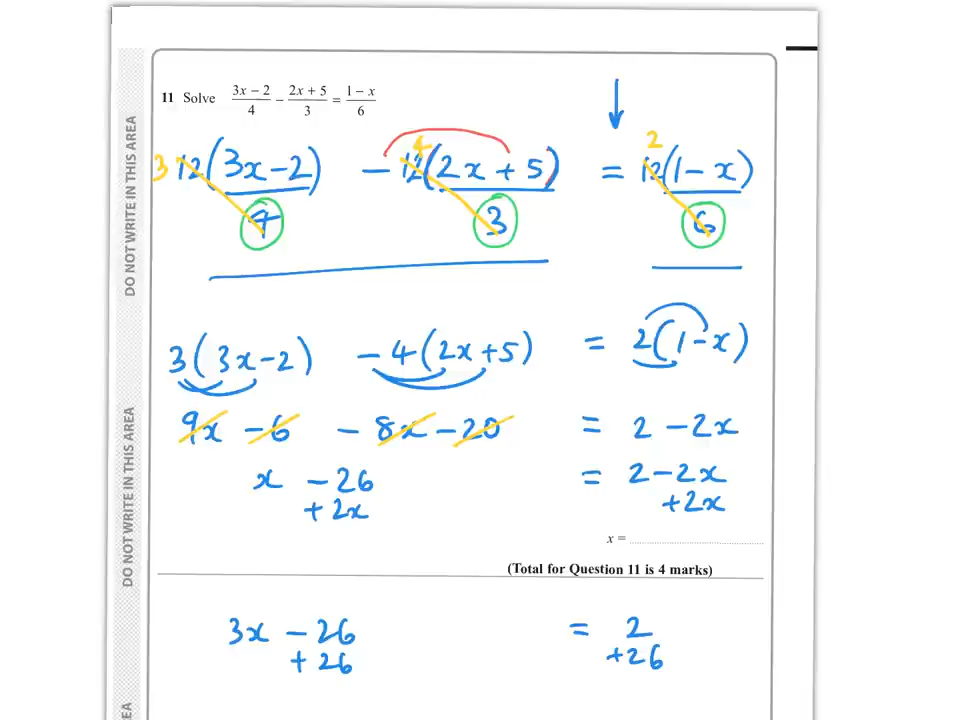 11 Solve (3x − 2)/4 − (2x + 5)/3 = (1 − x)/6
3 12(3x − 2)/4 − 4 12(2x + 5)/3 = 2 12(1 − x)/6
3(3x − 2) − 4(2x + 5) = 2(1 − x)
9x − 6 − 8x − 20 = 2 − 2x
x − 26 = 2 − 2x
+ 2x +2x
x = ....................
(Total for Question 11 is 4 marks)
3x − 26 = 2
+ 26 +26
DO NOT WRITE IN THIS AREA
DO NOT WRITE IN THIS AREA
EA